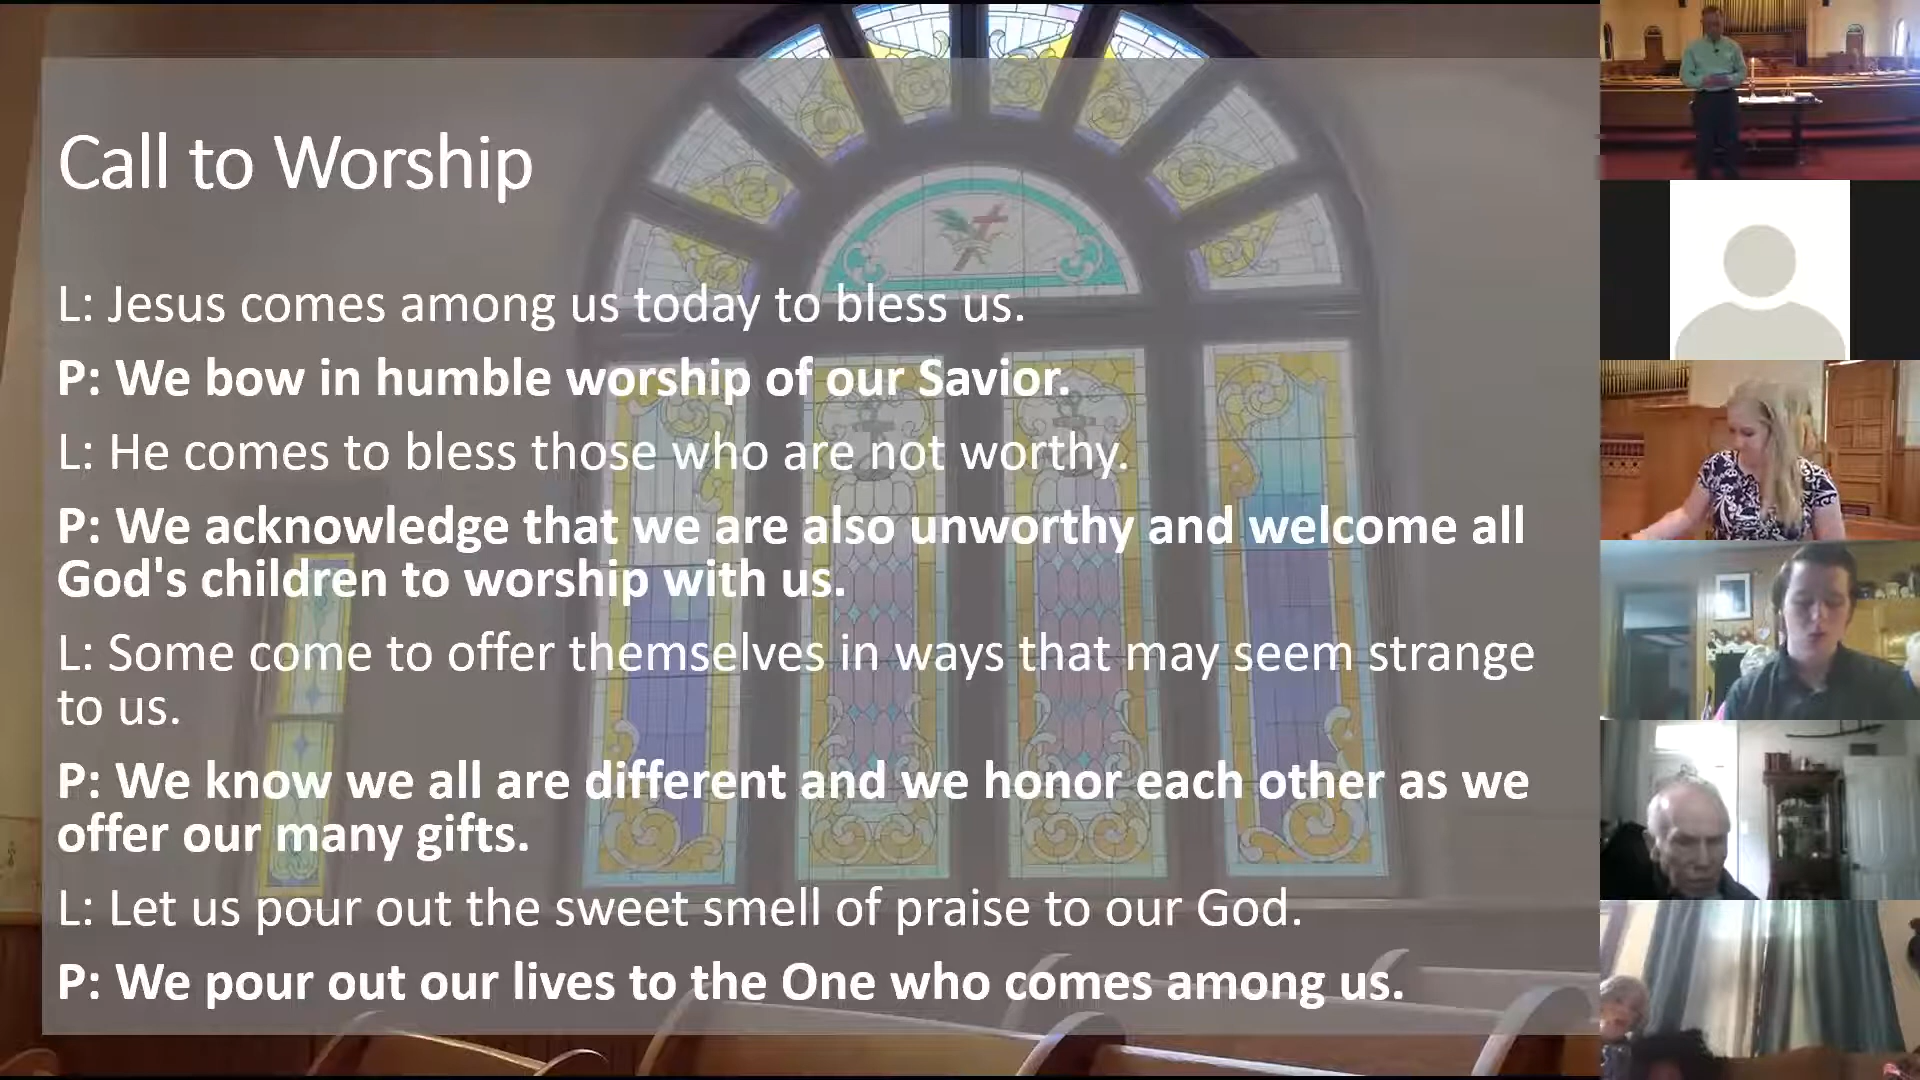 Call to Worship
L: Jesus comes among us today to bless us.
P: We bow in humble worship of our Savior.
L: He comes to bless those who are not worthy.
P: We acknowledge that we are also unworthy and welcome all
God's children to worship with us.
L: Some come to offer themselves in ways that may seem strange
to us.
P: We know we all are different and we honor each other as we
offer our many gifts.
L: Let us pour out the sweet smell of praise to our God.
P: We pour out our lives to the One who comes among us.